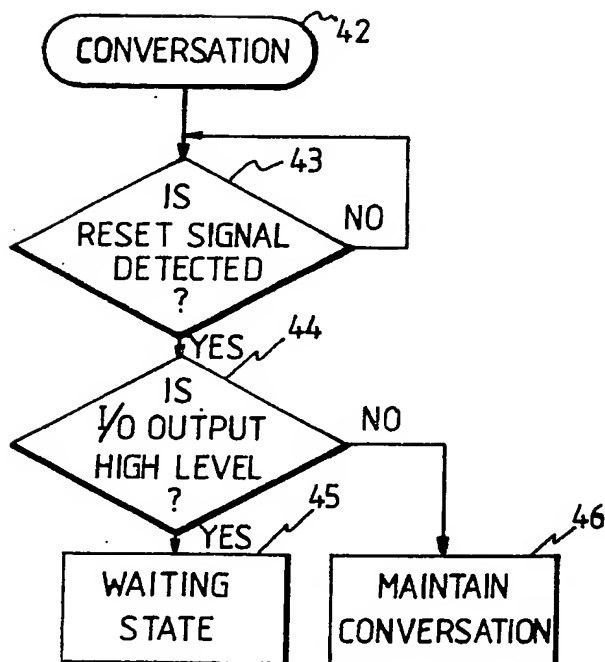 CONVERSATION
42
IS
RESET SIGNAL
DETECTED
?
43
NO
YES
44
IS
I/O OUTPUT
HIGH LEVEL
?
NO
YES
45
WAITING
STATE
46
MAINTAIN
CONVERSATION